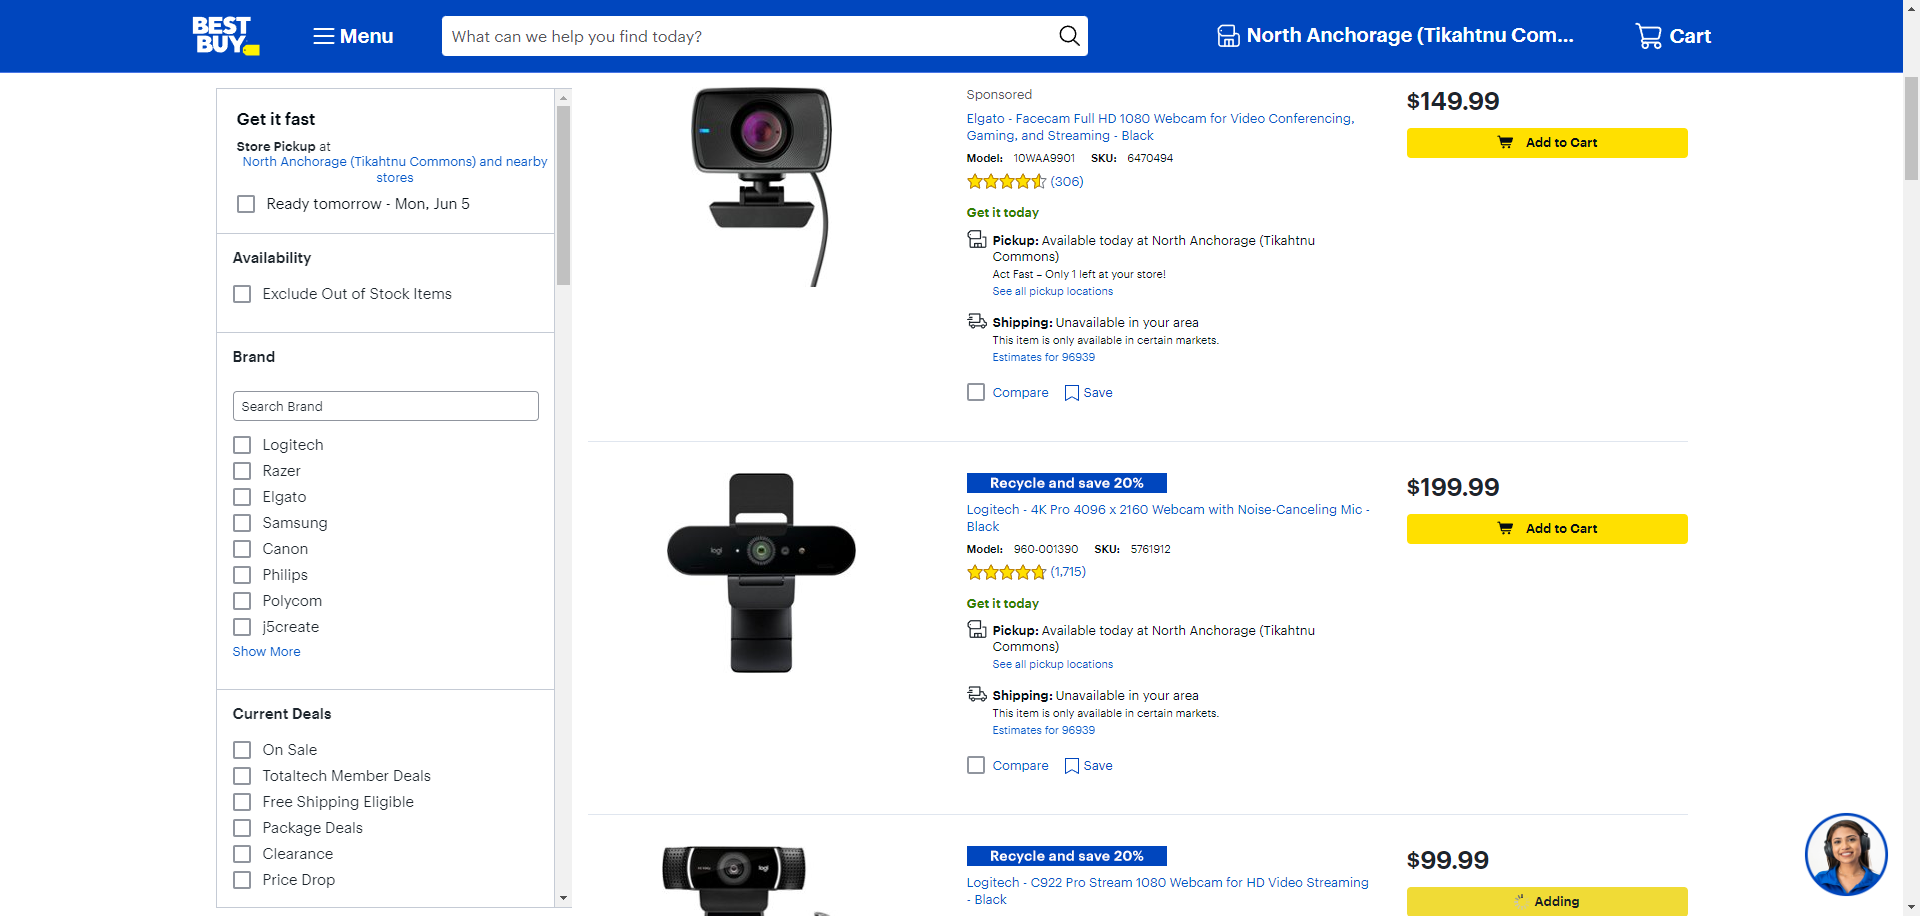 BEST
BUY
Menu
What can we help you find today?
North Anchorage (Tikahtnu Com...
Cart
Get it fast
Store Pickup at
North Anchorage (Tikahtnu Commons) and nearby
stores
Ready tomorrow - Mon, Jun 5
Availability
Exclude Out of Stock Items
Brand
Search Brand
Logitech
Razer
Elgato
Samsung
Canon
Philips
Polycom
j5create
Show More
Current Deals
On Sale
Totaltech Member Deals
Free Shipping Eligible
Package Deals
Clearance
Price Drop
Sponsored
Elgato - Facecam Full HD 1080 Webcam for Video Conferencing,
Gaming, and Streaming - Black
Model: 10WAA9901 SKU: 6470494
(306)
Get it today
Pickup: Available today at North Anchorage (Tikahtnu
Commons)
Act Fast – Only 1 left at your store!
See all pickup locations
Shipping: Unavailable in your area
This item is only available in certain markets.
Estimates for 96939
Compare Save
$149.99
Add to Cart
logi
Recycle and save 20%
Logitech - 4K Pro 4096 x 2160 Webcam with Noise-Canceling Mic -
Black
Model: 960-001390 SKU: 5761912
(1,715)
Get it today
Pickup: Available today at North Anchorage (Tikahtnu
Commons)
See all pickup locations
Shipping: Unavailable in your area
This item is only available in certain markets.
Estimates for 96939
Compare Save
$199.99
Add to Cart
logi
Recycle and save 20%
Logitech - C922 Pro Stream 1080 Webcam for HD Video Streaming
- Black
$99.99
Adding